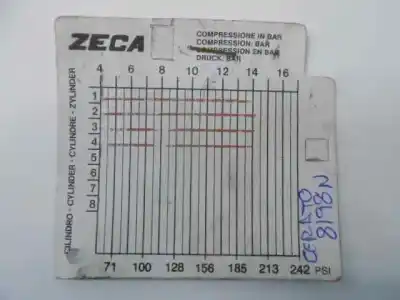 ZECA
COMPRESSIONE IN BAR
COMPRESSION: BAR
COMPRESSION EN BAR
DRUCK: BAR
4 6 8 10 12 14 16
CILINDRO - CYLINDER - CYLINDRE - ZYLINDER
1
2
3
4
5
6
7
8
71 100 128 156 185 213 242 PSI
CERATO
8198N